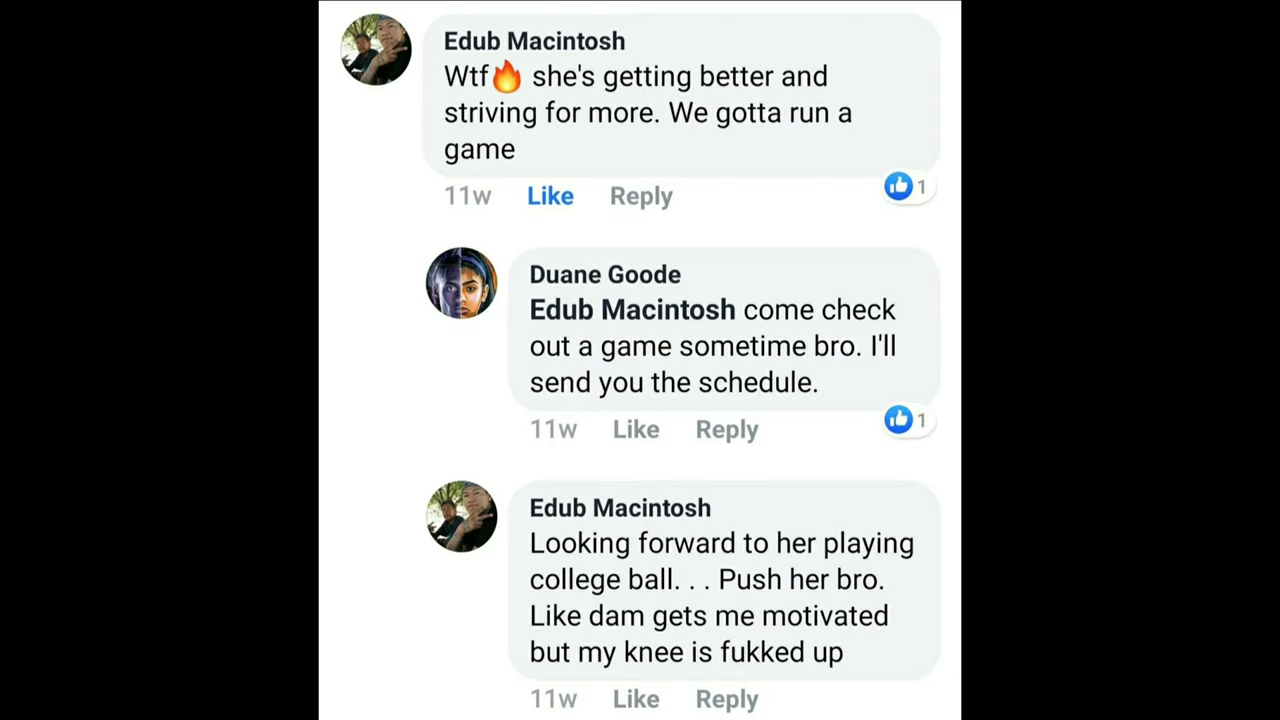 Edub Macintosh
Wtf🔥 she's getting better and
striving for more. We gotta run a
game
11w Like Reply 1
Duane Goode
Edub Macintosh come check
out a game sometime bro. I'll
send you the schedule.
11w Like Reply 1
Edub Macintosh
Looking forward to her playing
college ball. . . Push her bro.
Like dam gets me motivated
but my knee is fukked up
11w Like Reply